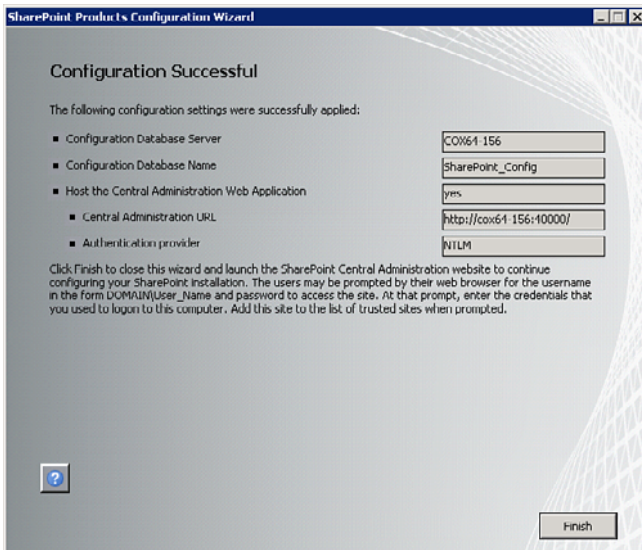 SharePoint Products Configuration Wizard
Configuration Successful
The following configuration settings were successfully applied:
Configuration Database Server COX64-156
Configuration Database Name SharePoint_Config
Host the Central Administration Web Application yes
Central Administration URL http://cox64-156:40000/
Authentication provider NTLM
Click Finish to close this wizard and launch the SharePoint Central Administration website to continue
configuring your SharePoint installation. The users may be prompted by their web browser for the username
in the form DOMAIN\User_Name and password to access the site. At that prompt, enter the credentials that
you used to logon to this computer. Add this site to the list of trusted sites when prompted.
?
Finish